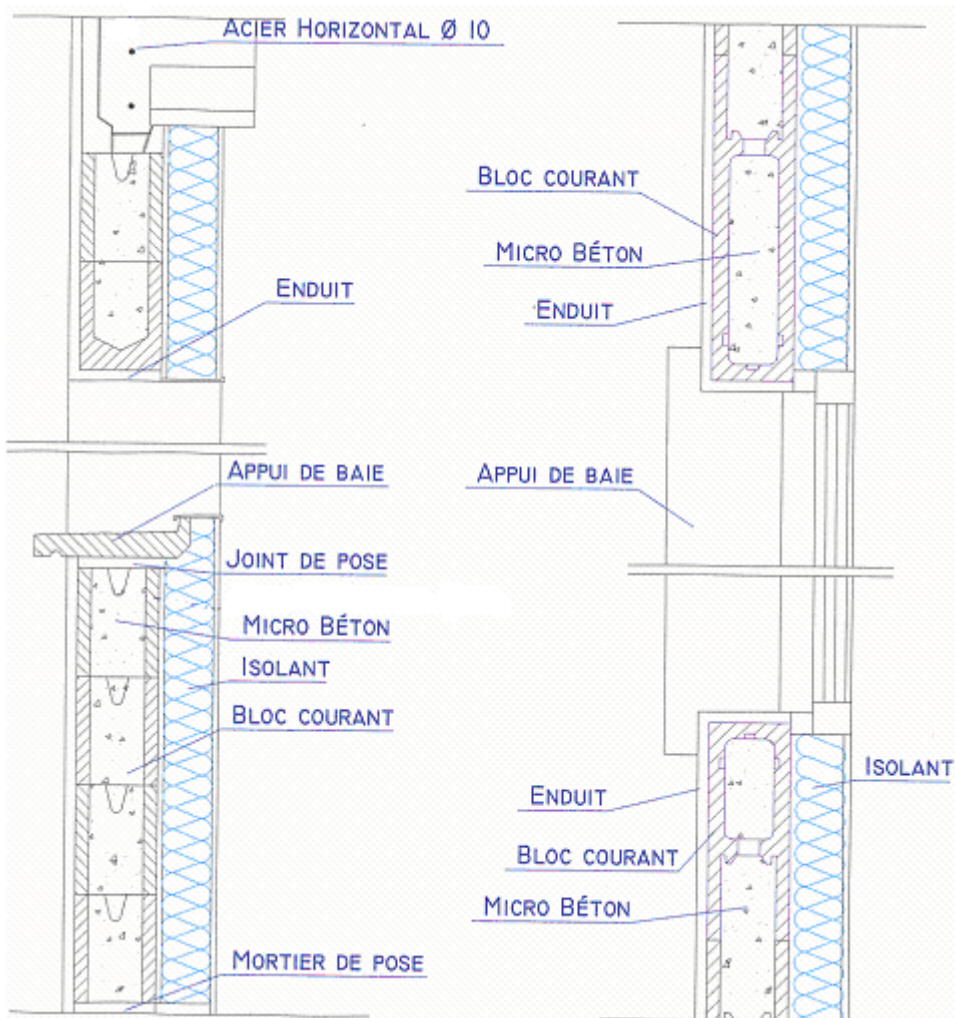 ACIER HORIZONTAL Ø 10
ENDUIT
APPUI DE BAIE
JOINT DE POSE
MICRO BÉTON
ISOLANT
BLOC COURANT
MORTIER DE POSE
BLOC COURANT
MICRO BÉTON
ENDUIT
APPUI DE BAIE
ISOLANT
ENDUIT
BLOC COURANT
MICRO BÉTON